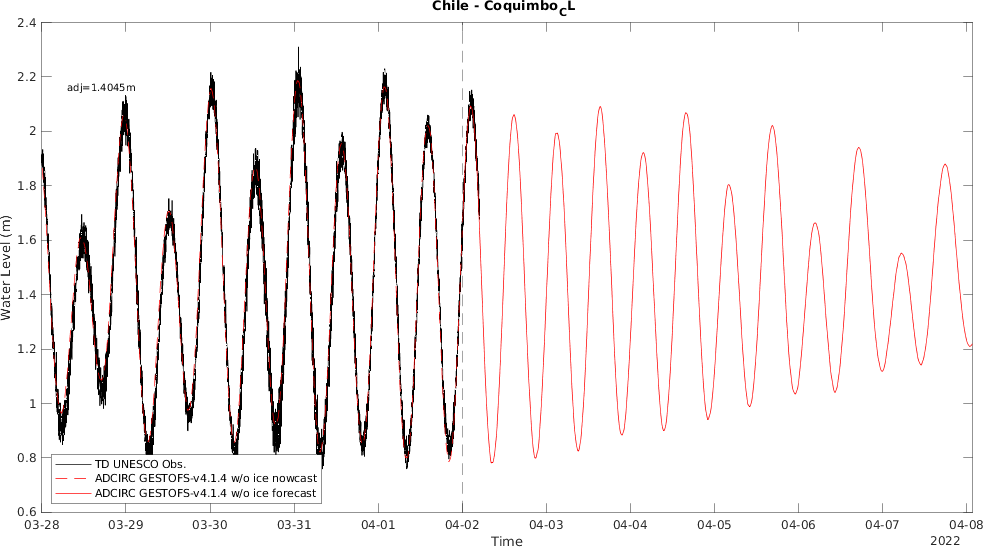 Chile - Coquimbo_CL
2.4
2.2
2
1.8
1.6
1.4
1.2
1
0.8
0.6
Water Level (m)
adj=1.4045m
TD UNESCO Obs.
ADCIRC GESTOFS-v4.1.4 w/o ice nowcast
ADCIRC GESTOFS-v4.1.4 w/o ice forecast
03-28 03-29 03-30 03-31 04-01 04-02 04-03 04-04 04-05 04-06 04-07 04-08
Time
2022